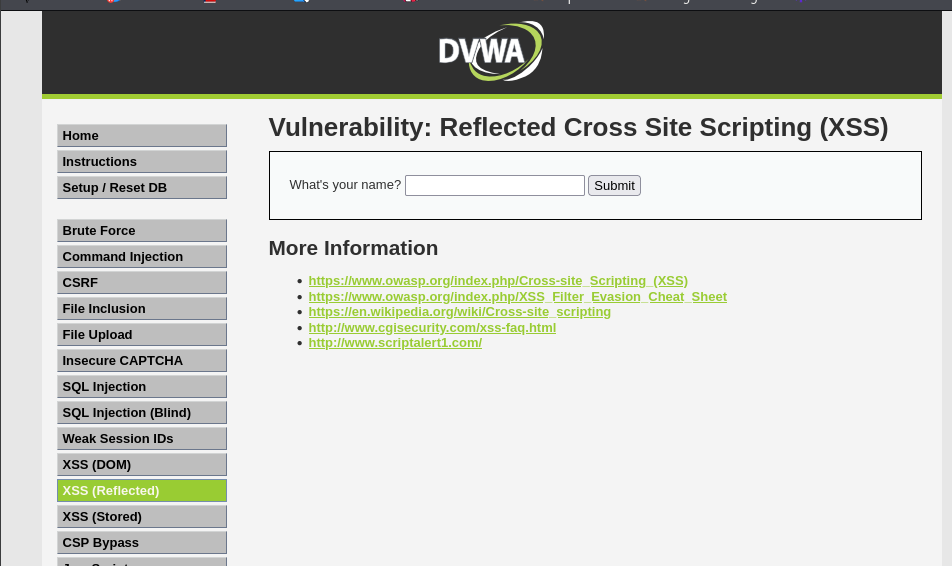 DVWA
Home
Instructions
Setup / Reset DB
Brute Force
Command Injection
CSRF
File Inclusion
File Upload
Insecure CAPTCHA
SQL Injection
SQL Injection (Blind)
Weak Session IDs
XSS (DOM)
XSS (Reflected)
XSS (Stored)
CSP Bypass
Vulnerability: Reflected Cross Site Scripting (XSS)
What's your name? Submit
More Information
https://www.owasp.org/index.php/Cross-site_Scripting_(XSS)
https://www.owasp.org/index.php/XSS_Filter_Evasion_Cheat_Sheet
https://en.wikipedia.org/wiki/Cross-site_scripting
http://www.cgisecurity.com/xss-faq.html
http://www.scriptalert1.com/